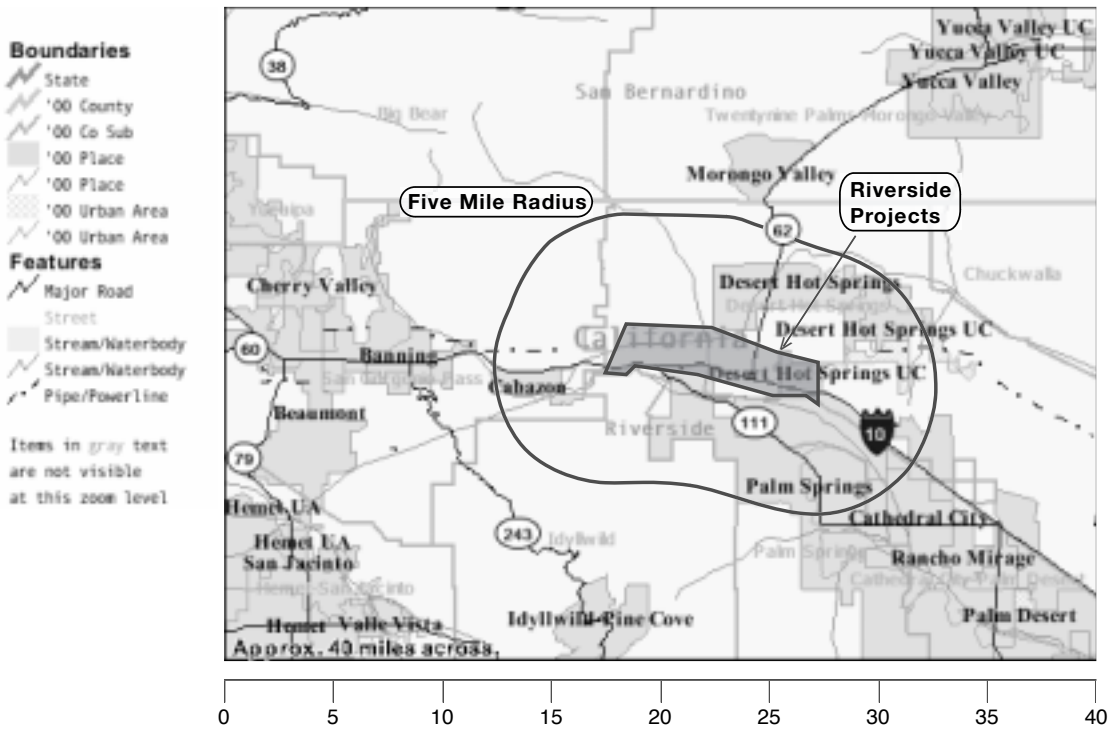 Boundaries
State
'00 County
'00 Co Sub
'00 Place
'00 Place
'00 Urban Area
'00 Urban Area
Features
Major Road
Street
Stream/Waterbody
Stream/Waterbody
Pipe/Powerline
Items in gray text
are not visible
at this zoom level
38
Yucca Valley UC
Yucca Valley UC
Yucca Valley
San Bernardino
Big Bear
Twentynine Palms-Morongo Valley
Morongo Valley
Five Mile Radius
Riverside
Projects
Yucaipa
62
Chuckwalla
Cherry Valley
Desert Hot Springs
Desert Hot Springs
California
Desert Hot Springs UC
60
Banning
San Gorgonio Pass
Cabazon
Desert Hot Springs UC
Beaumont
Riverside
111
10
79
Palm Springs
Hemet UA
Cathedral City
243
Idyllwild
Hemet UA
San Jacinto
Palm Springs
Rancho Mirage
Hemet-San Jacinto
Cathedral City-Palm Desert
Hemet
Valle Vista
Idyllwild-Pine Cove
Palm Desert
Approx. 40 miles across.
0 5 10 15 20 25 30 35 40